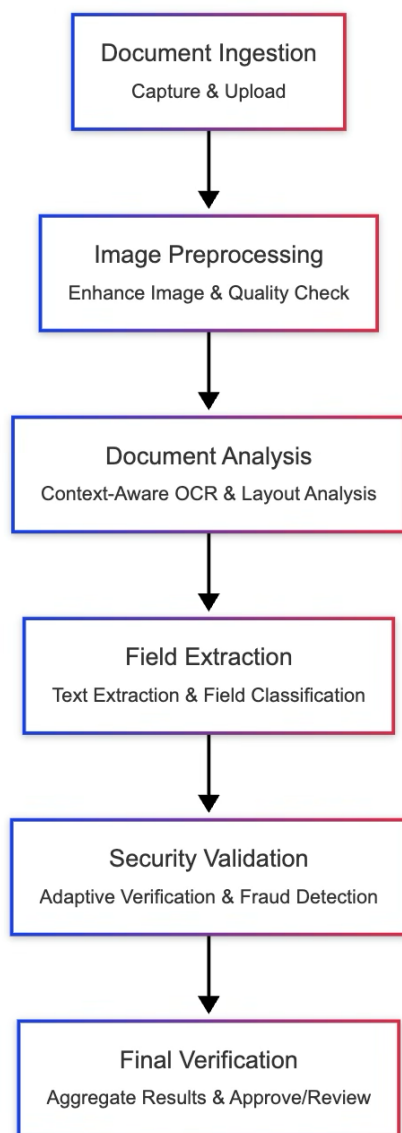 Document Ingestion
Capture & Upload
Image Preprocessing
Enhance Image & Quality Check
Document Analysis
Context-Aware OCR & Layout Analysis
Field Extraction
Text Extraction & Field Classification
Security Validation
Adaptive Verification & Fraud Detection
Final Verification
Aggregate Results & Approve/Review